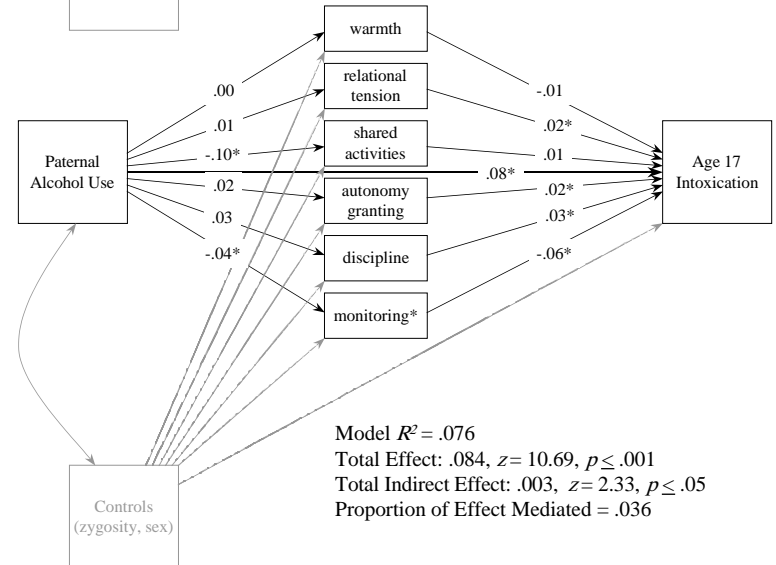 warmth
relational
tension
shared
activities
autonomy
granting
discipline
monitoring*
Paternal
Alcohol Use
Age 17
Intoxication
.00
.01
-.10*
.02
.03
-.04*
-.01
.02*
.01
.08*
.02*
.03*
-.06*
Controls
(zygosity, sex)
Model R² = .076
Total Effect: .084, z = 10.69, p ≤ .001
Total Indirect Effect: .003, z = 2.33, p ≤ .05
Proportion of Effect Mediated = .036